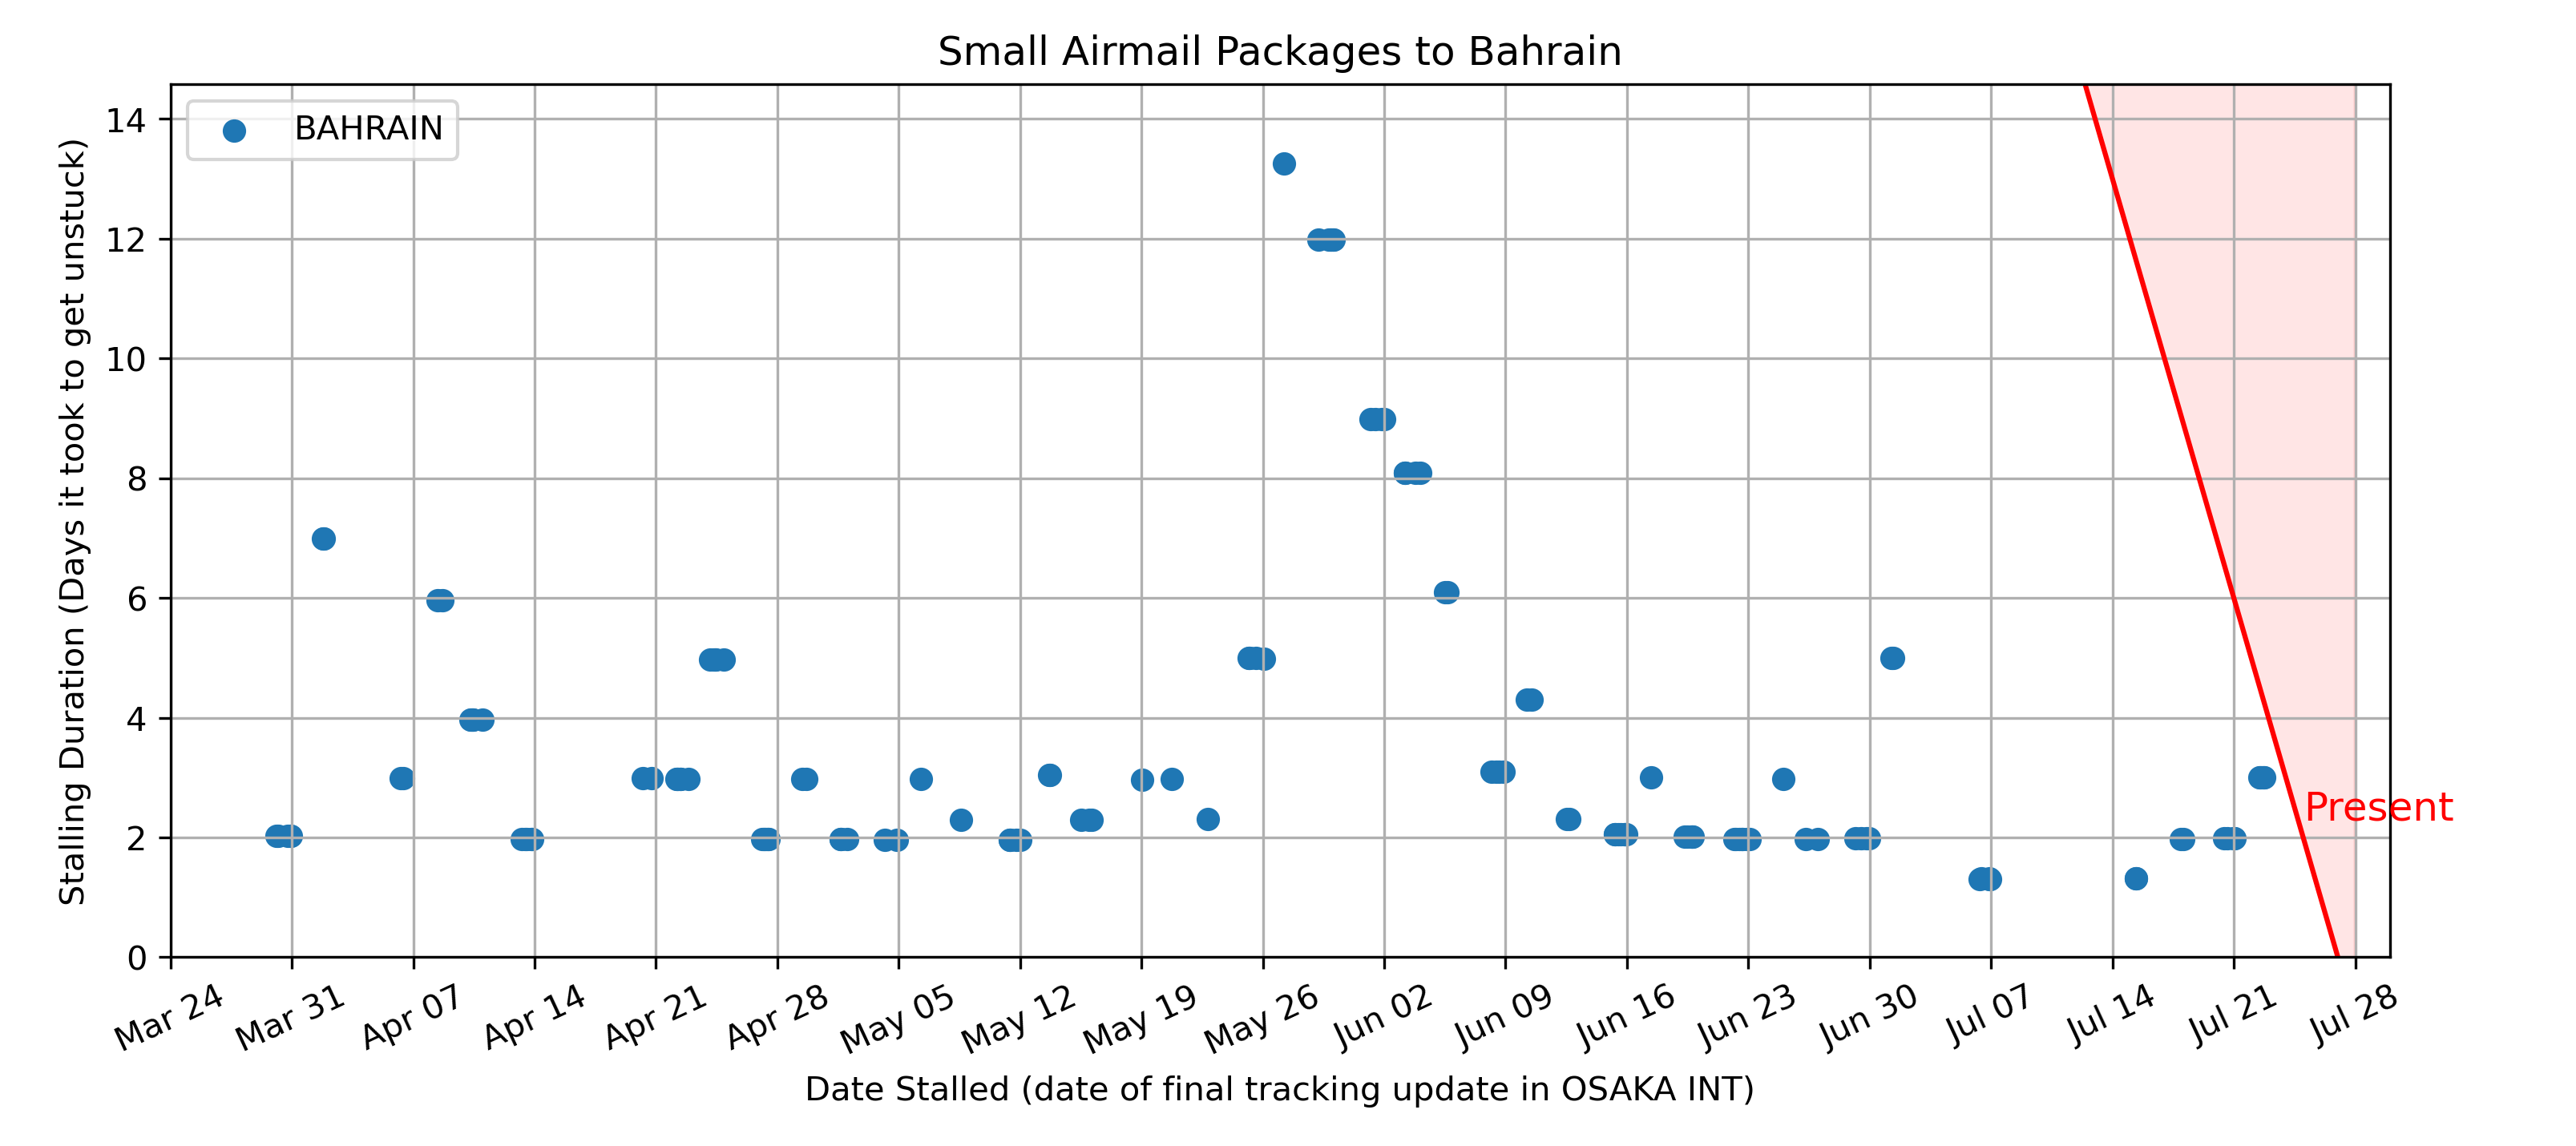 Small Airmail Packages to Bahrain
BAHRAIN
Stalling Duration (Days it took to get unstuck)
14
12
10
8
6
4
2
0
Present
Mar 24 Mar 31 Apr 07 Apr 14 Apr 21 Apr 28 May 05 May 12 May 19 May 26 Jun 02 Jun 09 Jun 16 Jun 23 Jun 30 Jul 07 Jul 14 Jul 21 Jul 28
Date Stalled (date of final tracking update in OSAKA INT)